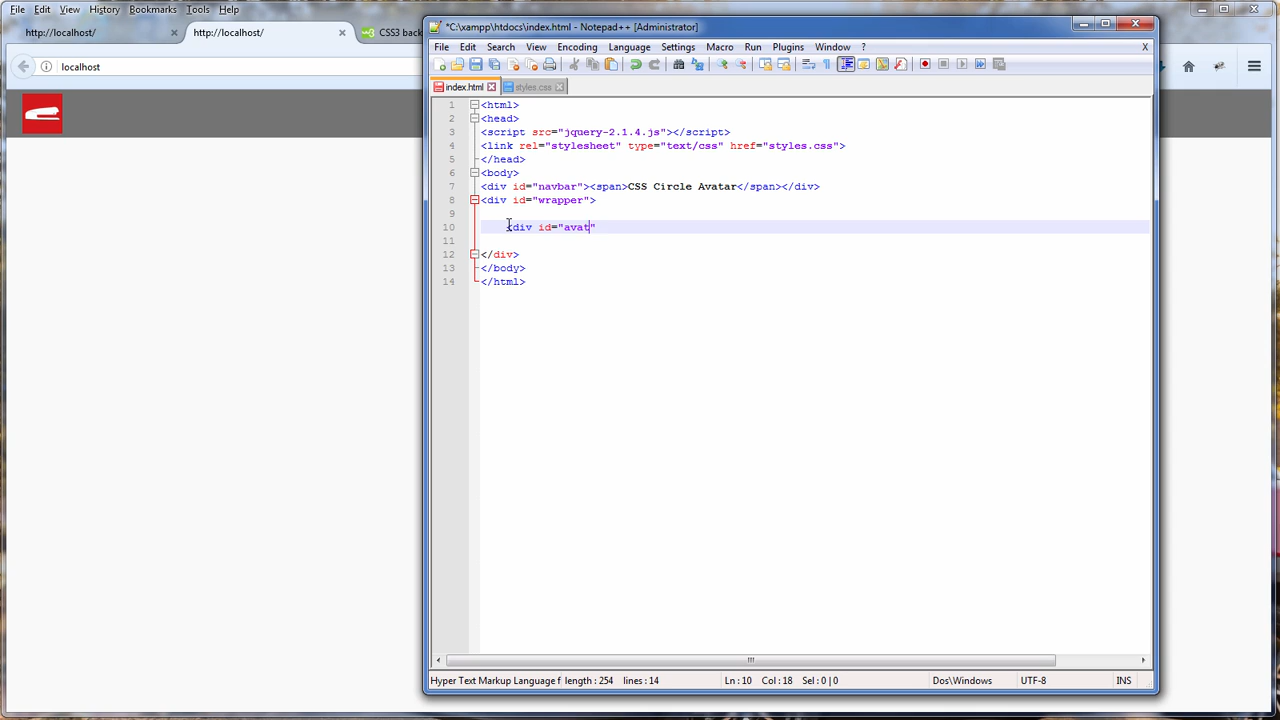 File Edit View History Bookmarks Tools Help
http://localhost/ http://localhost/ CSS3 back
localhost
*C:\xampp\htdocs\index.html - Notepad++ [Administrator]
File Edit Search View Encoding Language Settings Macro Run Plugins Window ? X
index.html styles.css
1 <html>
2 <head>
3 <script src="jquery-2.1.4.js"></script>
4 <link rel="stylesheet" type="text/css" href="styles.css">
5 </head>
6 <body>
7 <div id="navbar"><span>CSS Circle Avatar</span></div>
8 <div id="wrapper">
9
10 <div id="avat"
11
12 </div>
13 </body>
14 </html>
Hyper Text Markup Language f length : 254 lines : 14 Ln : 10 Col : 18 Sel : 0 | 0 Dos\Windows UTF-8 INS